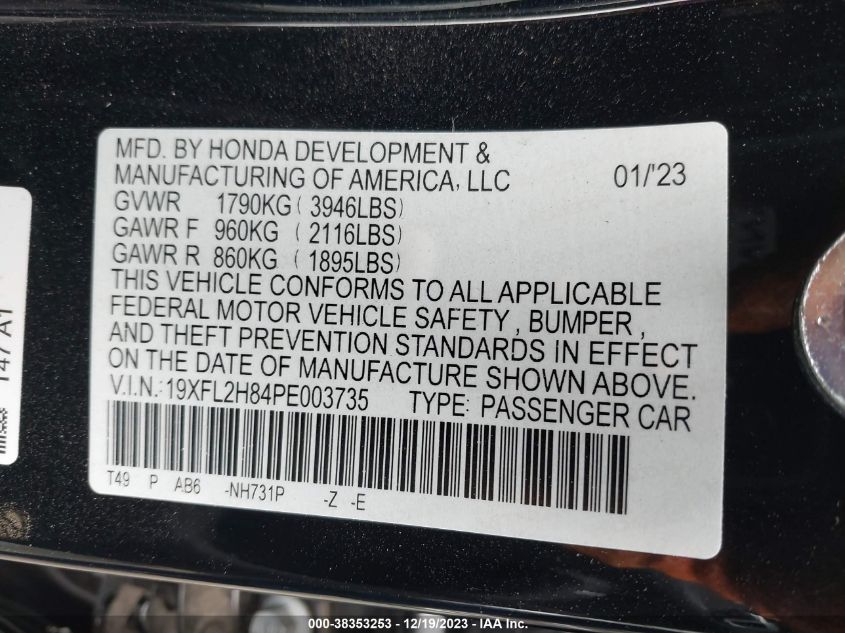 MFD. BY HONDA DEVELOPMENT &
MANUFACTURING OF AMERICA, LLC 01/'23
GVWR 1790KG ( 3946LBS)
GAWR F 960KG ( 2116LBS)
GAWR R 860KG ( 1895LBS)
THIS VEHICLE CONFORMS TO ALL APPLICABLE
FEDERAL MOTOR VEHICLE SAFETY, BUMPER,
AND THEFT PREVENTION STANDARDS IN EFFECT
ON THE DATE OF MANUFACTURE SHOWN ABOVE.
V.I.N.: 19XFL2H84PE003735 TYPE: PASSENGER CAR
T49 P AB6 -NH731P -Z -E
147 A1
000-38353253 - 12/19/2023 - IAA Inc.